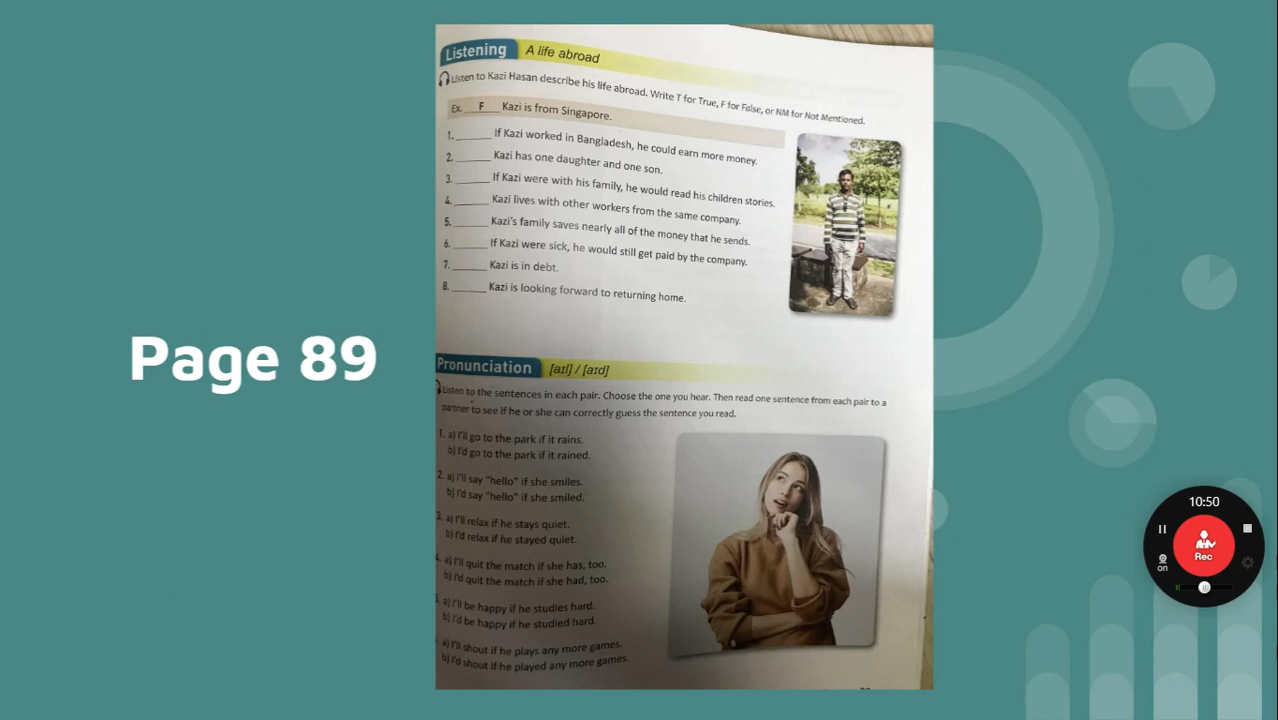 Page 89
Listening
A life abroad
Listen to Kazi Hasan describe his life abroad. Write T for True, F for False, or NM for Not Mentioned.
Ex. F Kazi is from Singapore.
1. ______ If Kazi worked in Bangladesh, he could earn more money.
2. ______ Kazi has one daughter and one son.
3. ______ If Kazi were with his family, he would read his children stories.
4. ______ Kazi lives with other workers from the same company.
5. ______ Kazi's family saves nearly all of the money that he sends.
6. ______ If Kazi were sick, he would still get paid by the company.
7. ______ Kazi is in debt.
8. ______ Kazi is looking forward to returning home.
Pronunciation
[aɪl] / [aɪd]
Listen to the sentences in each pair. Choose the one you hear. Then read one sentence from each pair to a
partner to see if he or she can correctly guess the sentence you read.
1. a) I'll go to the park if it rains.
b) I'd go to the park if it rained.
2. a) I'll say "hello" if she smiles.
b) I'd say "hello" if she smiled.
3. a) I'll relax if he stays quiet.
b) I'd relax if he stayed quiet.
a) I'll quit the match if she has, too.
b) I'd quit the match if she had, too.
a) I'll be happy if he studies hard.
b) I'd be happy if he studied hard.
a) I'll shout if he plays any more games.
b) I'd shout if he played any more games.
10:50
Rec
on